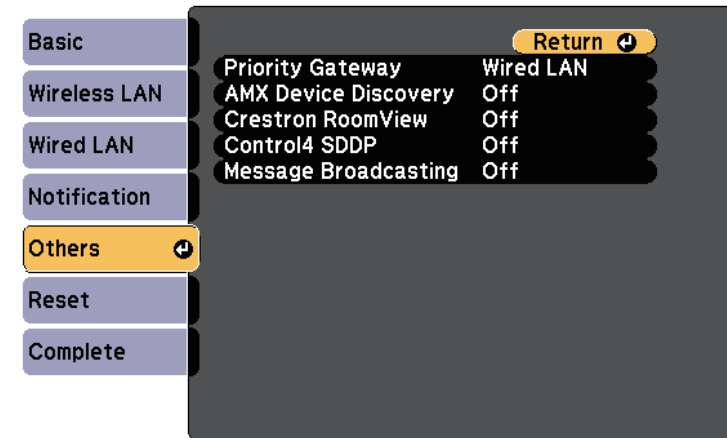 Basic
Wireless LAN
Wired LAN
Notification
Others
Reset
Complete
Return
Priority Gateway Wired LAN
AMX Device Discovery Off
Crestron RoomView Off
Control4 SDDP Off
Message Broadcasting Off